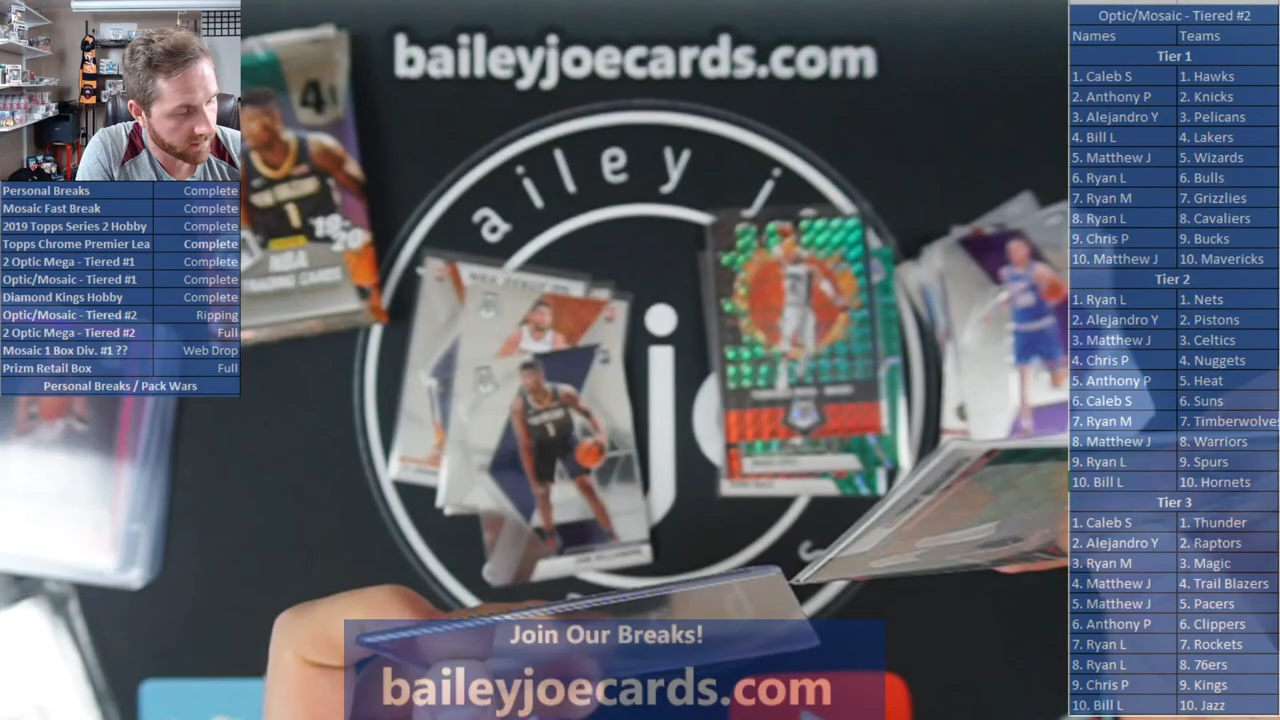 baileyjoecards.com
ailey j
4
1
19-
20
NBA
TRADING CARDS
Personal Breaks Complete
Mosaic Fast Break Complete
2019 Topps Series 2 Hobby Complete
Topps Chrome Premier Lea Complete
2 Optic Mega - Tiered #1 Complete
Optic/Mosaic - Tiered #1 Complete
Diamond Kings Hobby Complete
Optic/Mosaic - Tiered #2 Ripping
2 Optic Mega - Tiered #2 Full
Mosaic 1 Box Div. #1 ?? Web Drop
Prizm Retail Box Full
Personal Breaks / Pack Wars
Join Our Breaks!
baileyjoecards.com
Optic/Mosaic - Tiered #2
Names Teams
Tier 1
1. Caleb S 1. Hawks
2. Anthony P 2. Knicks
3. Alejandro Y 3. Pelicans
4. Bill L 4. Lakers
5. Matthew J 5. Wizards
6. Ryan L 6. Bulls
7. Ryan M 7. Grizzlies
8. Ryan L 8. Cavaliers
9. Chris P 9. Bucks
10. Matthew J 10. Mavericks
Tier 2
1. Ryan L 1. Nets
2. Alejandro Y 2. Pistons
3. Matthew J 3. Celtics
4. Chris P 4. Nuggets
5. Anthony P 5. Heat
6. Caleb S 6. Suns
7. Ryan M 7. Timberwolves
8. Matthew J 8. Warriors
9. Ryan L 9. Spurs
10. Bill L 10. Hornets
Tier 3
1. Caleb S 1. Thunder
2. Alejandro Y 2. Raptors
3. Ryan M 3. Magic
4. Matthew J 4. Trail Blazers
5. Matthew J 5. Pacers
6. Anthony P 6. Clippers
7. Ryan L 7. Rockets
8. Ryan L 8. 76ers
9. Chris P 9. Kings
10. Bill L 10. Jazz